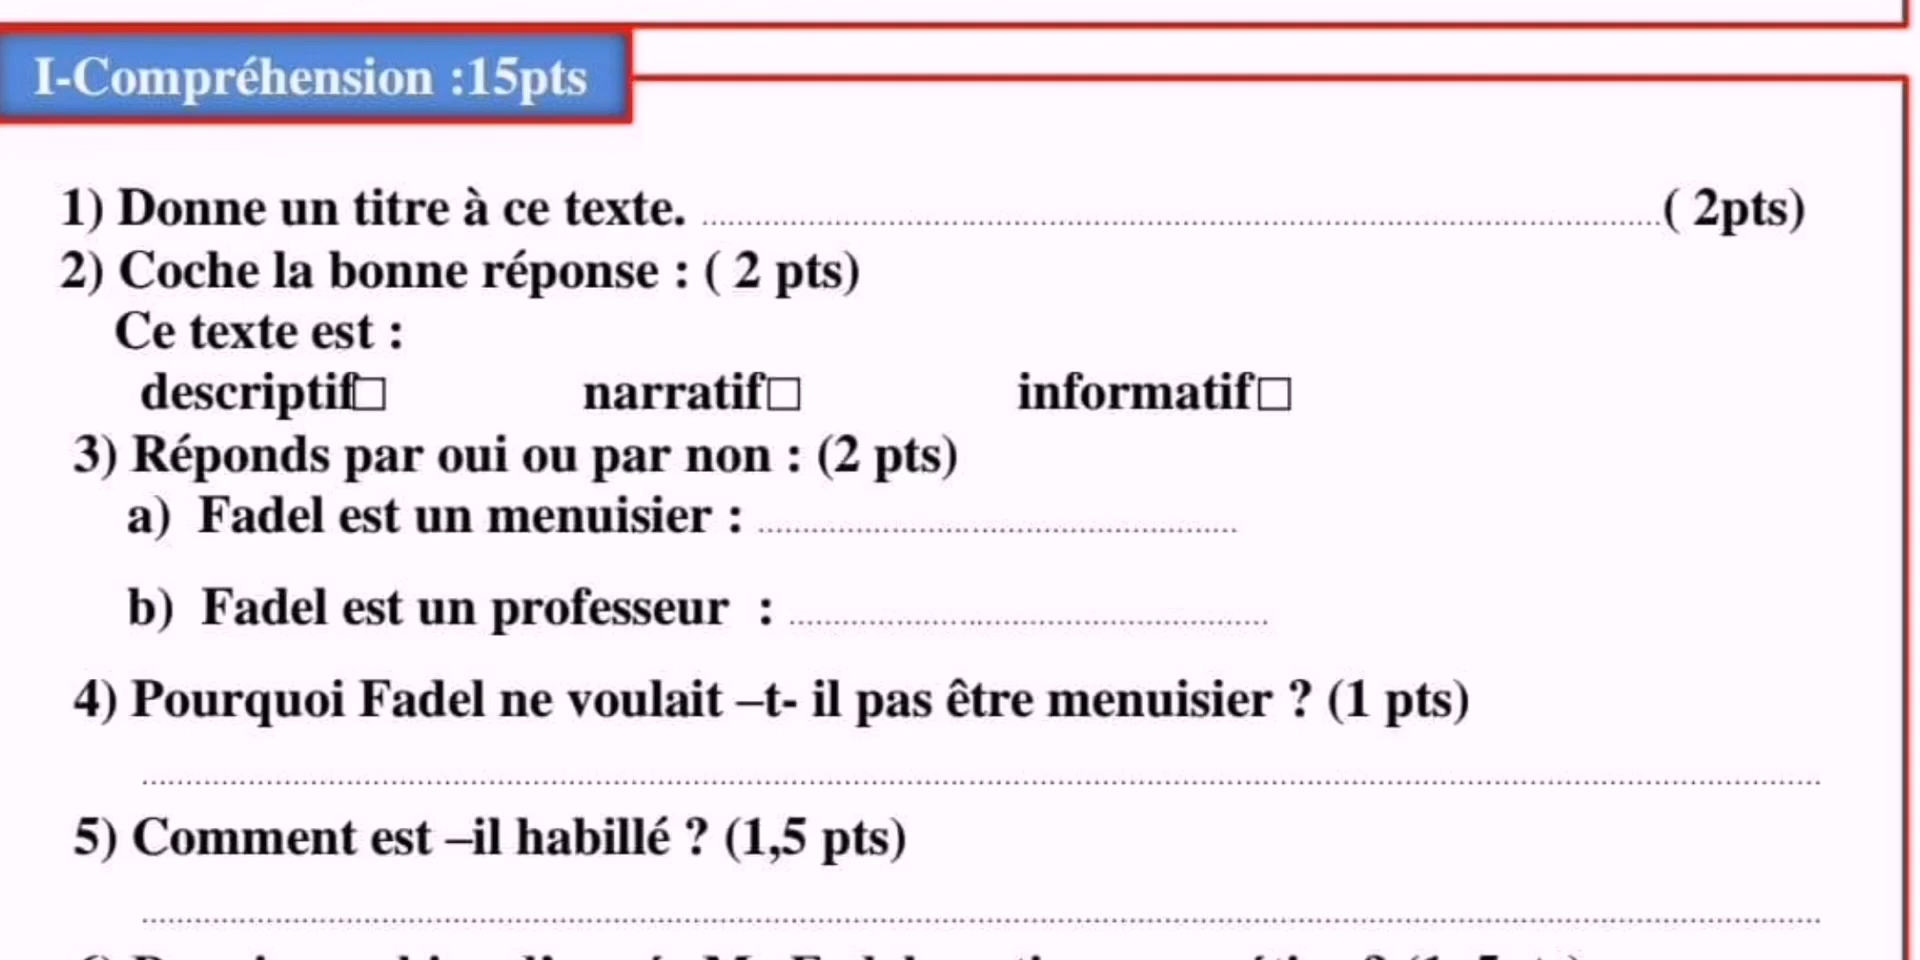 I-Compréhension :15pts
1) Donne un titre à ce texte. ........................................................................................................( 2pts)
2) Coche la bonne réponse : ( 2 pts)
Ce texte est :
descriptif□ narratif□ informatif□
3) Réponds par oui ou par non : (2 pts)
a) Fadel est un menuisier : ....................................................
b) Fadel est un professeur : ....................................................
4) Pourquoi Fadel ne voulait –t- il pas être menuisier ? (1 pts)
....................................................................................................
5) Comment est –il habillé ? (1,5 pts)
....................................................................................................